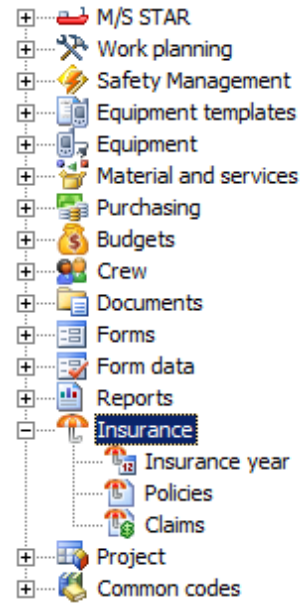 M/S STAR
Work planning
Safety Management
Equipment templates
Equipment
Material and services
Purchasing
Budgets
Crew
Documents
Forms
Form data
Reports
Insurance
Insurance year
Policies
Claims
Project
Common codes